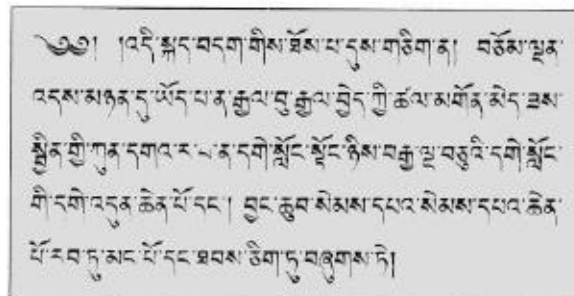 ༄༅། །འདི་སྐད་བདག་གིས་ཐོས་པ་དུས་གཅིག་ན། བཅོམ་ལྡན་
འདས་མཉན་དུ་ཡོད་པ་ན་རྒྱལ་བུ་རྒྱལ་བྱེད་ཀྱི་ཚལ་མགོན་མེད་ཟས་
སྦྱིན་གྱི་ཀུན་དགའ་ར་པ་ན་དགེ་སློང་སྟོང་ཉིས་བརྒྱ་ལྔ་བཅུའི་དགེ་སློང་
གི་དགེ་འདུན་ཆེན་པོ་དང་། བྱང་ཆུབ་སེམས་དཔའ་སེམས་དཔའ་ཆེན་
པོ་རབ་ཏུ་མང་པོ་དང་ཐབས་ཅིག་ཏུ་བཞུགས་ཏེ།